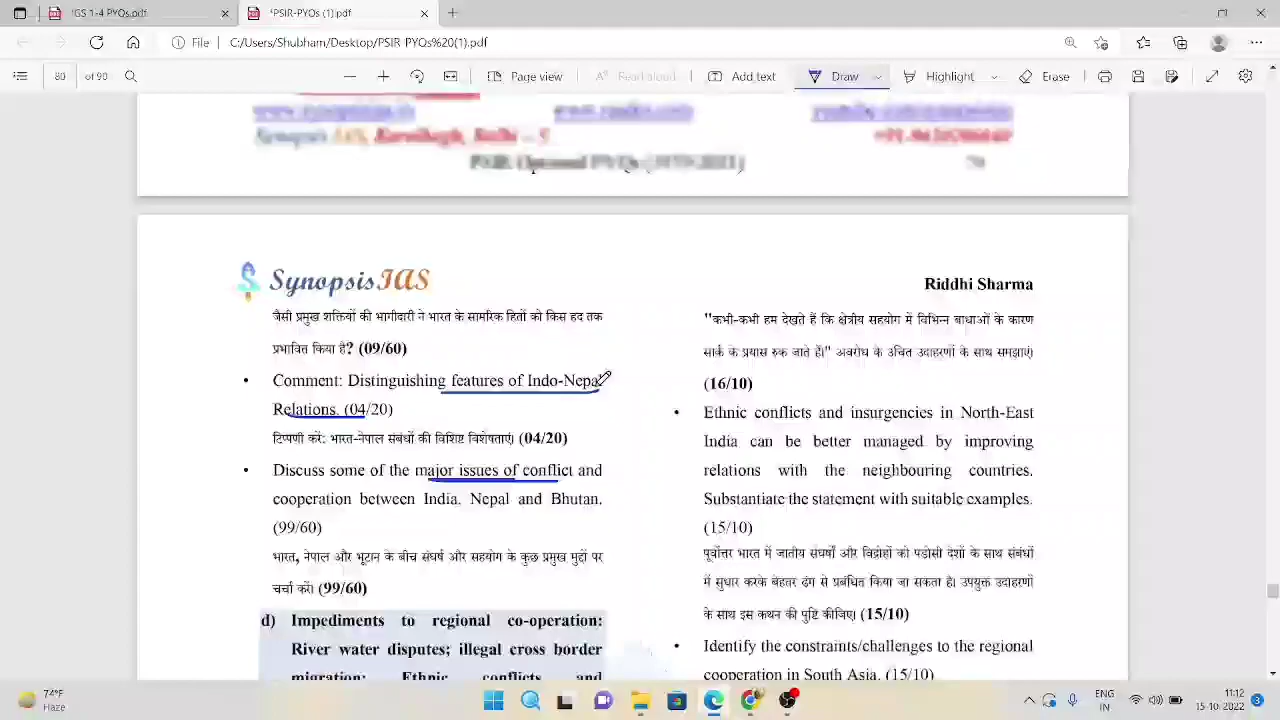 IGS 1-4 PYQs.pdf
*PSIR-PYOs (1)pdf
File
C:/Users/Shubham/Desktop/PSIR PYOs%20(1).pdf
80 of 90
Page view
Read aloud
Add text
Draw
Highlight
Erase
SynopsisIAS
Riddhi Sharma
जैसी प्रमुख शक्तियों की भागीदारी ने भारत के सामरिक हितों को किस हद तक
प्रभावित किया है? (09/60)
• Comment: Distinguishing features of Indo-Nepal
Relations. (04/20)
टिप्पणी करें: भारत-नेपाल संबंधों की विशिष्ट विशेषताएं। (04/20)
• Discuss some of the major issues of conflict and
cooperation between India, Nepal and Bhutan.
(99/60)
भारत, नेपाल और भूटान के बीच संघर्ष और सहयोग के कुछ प्रमुख मुद्दों पर
चर्चा करें। (99/60)
d) Impediments to regional co-operation:
River water disputes; illegal cross border
migration; Ethnic conflicts and
"कभी-कभी हम देखते हैं कि क्षेत्रीय सहयोग में विभिन्न बाधाओं के कारण
सार्क के प्रयास रुक जाते हैं।" अवरोध के उचित उदाहरणों के साथ समझाएं|
(16/10)
• Ethnic conflicts and insurgencies in North-East
India can be better managed by improving
relations with the neighbouring countries.
Substantiate the statement with suitable examples.
(15/10)
पूर्वोत्तर भारत में जातीय संघर्षों और विद्रोहों को पड़ोसी देशों के साथ संबंधों
में सुधार करके बेहतर ढंग से प्रबंधित किया जा सकता है। उपयुक्त उदाहरणों
के साथ इस कथन की पुष्टि कीजिए। (15/10)
• Identify the constraints/challenges to the regional
cooperation in South Asia. (15/10)
74°F
Haze
ENG
IN
11:12
15-10-2022
3